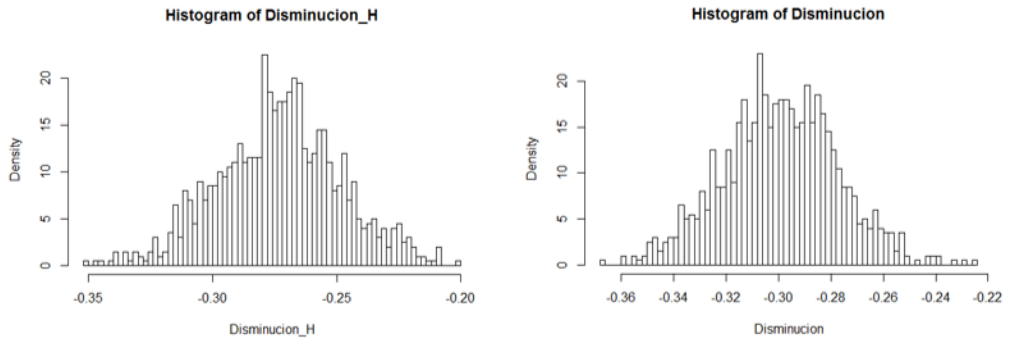 Histogram of Disminucion_H
20
15
10
5
0
Density
-0.35 -0.30 -0.25 -0.20
Disminucion_H
Histogram of Disminucion
20
15
10
5
0
Density
-0.36 -0.34 -0.32 -0.30 -0.28 -0.26 -0.24 -0.22
Disminucion